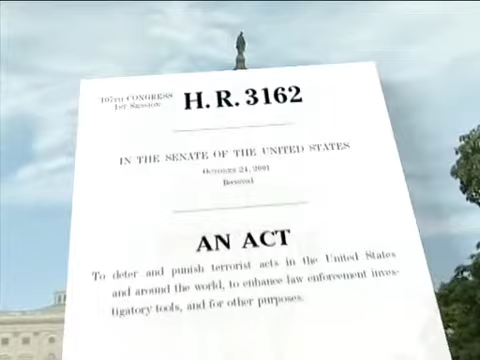 107TH CONGRESS
1ST SESSION
H. R. 3162
IN THE SENATE OF THE UNITED STATES
OCTOBER 24, 2001
Received
AN ACT
To deter and punish terrorist acts in the United States
and around the world, to enhance law enforcement inves-
tigatory tools, and for other purposes.